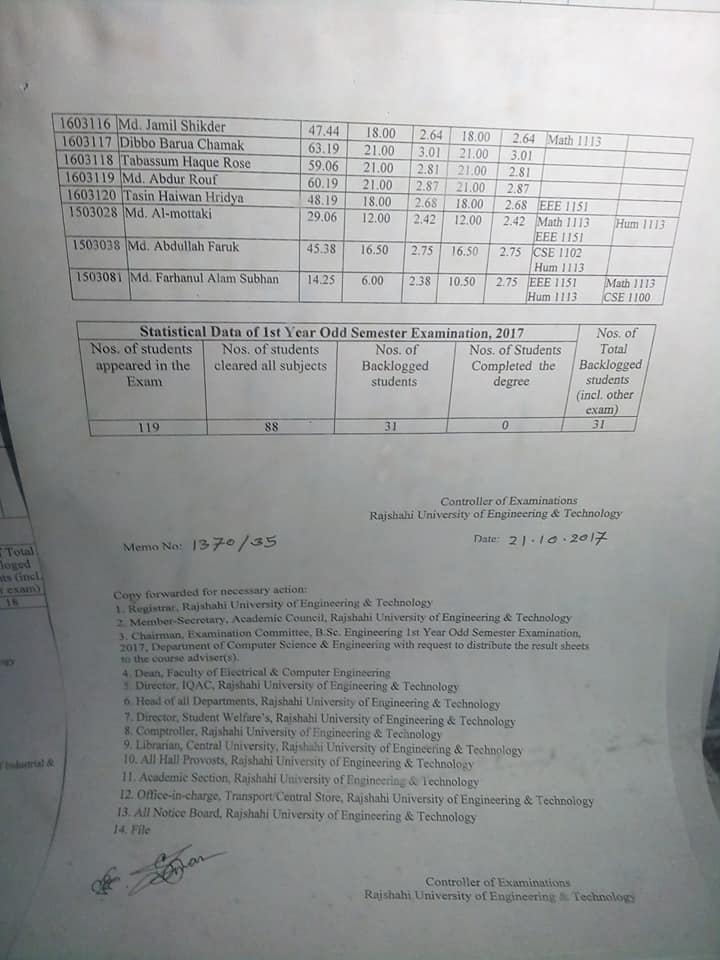 1603116 Md. Jamil Shikder 47.44 18.00 2.64 18.00 2.64 Math 1113
1603117 Dibbo Barua Chamak 63.19 21.00 3.01 21.00 3.01
1603118 Tabassum Haque Rose 59.06 21.00 2.81 21.00 2.81
1603119 Md. Abdur Rouf 60.19 21.00 2.87 21.00 2.87
1603120 Tasin Haiwan Hridya 48.19 18.00 2.68 18.00 2.68 EEE 1151
1503028 Md. Al-mottaki 29.06 12.00 2.42 12.00 2.42 Math 1113 Hum 1113
EEE 1151
1503038 Md. Abdullah Faruk 45.38 16.50 2.75 16.50 2.75 CSE 1102
Hum 1113
1503081 Md. Farhanul Alam Subhan 14.25 6.00 2.38 10.50 2.75 EEE 1151 Math 1113
Hum 1113 CSE 1100
Statistical Data of 1st Year Odd Semester Examination, 2017
Nos. of students
appeared in the
Exam
Nos. of students
cleared all subjects
Nos. of
Backlogged
students
Nos. of Students
Completed the
degree
Nos. of
Total
Backlogged
students
(incl. other
exam)
119 88 31 0 31
Controller of Examinations
Rajshahi University of Engineering & Technology
Memo No: 1370/35
Date: 21.10.2017
Copy forwarded for necessary action:
1. Registrar, Rajshahi University of Engineering & Technology
2. Member-Secretary, Academic Council, Rajshahi University of Engineering & Technology
3. Chairman, Examination Committee, B.Sc. Engineering 1st Year Odd Semester Examination,
2017, Department of Computer Science & Engineering with request to distribute the result sheets
to the course adviser(s).
4. Dean, Faculty of Electrical & Computer Engineering
5. Director, IQAC, Rajshahi University of Engineering & Technology
6. Head of all Departments, Rajshahi University of Engineering & Technology
7. Director, Student Welfare's, Rajshahi University of Engineering & Technology
8. Comptroller, Rajshahi University of Engineering & Technology
9. Librarian, Central University, Rajshahi University of Engineering & Technology
10. All Hall Provosts, Rajshahi University of Engineering & Technology
11. Academic Section, Rajshahi University of Engineering & Technology
12. Office-in-charge, Transport/Central Store, Rajshahi University of Engineering & Technology
13. All Notice Board, Rajshahi University of Engineering & Technology
14. File
Controller of Examinations
Rajshahi University of Engineering & Technology
Total
exam)
Industrial &